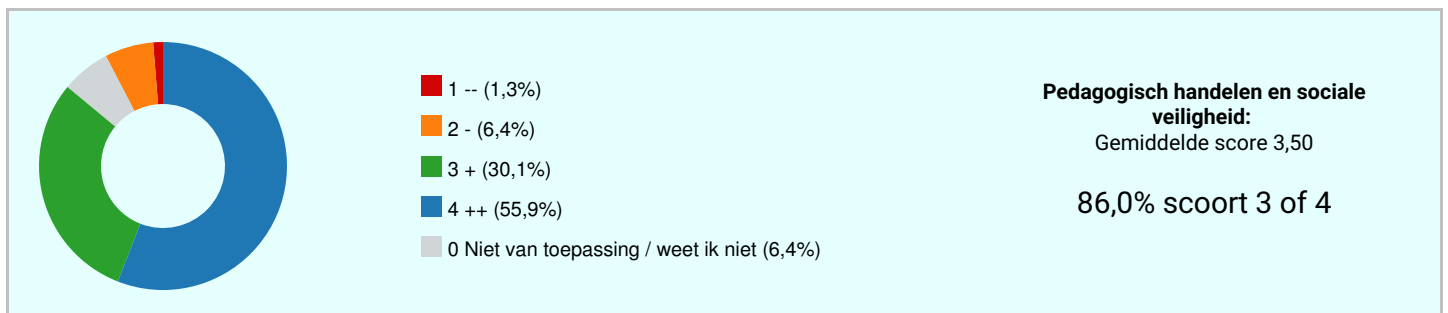 1 -- (1,3%)
2 - (6,4%)
3 + (30,1%)
4 ++ (55,9%)
0 Niet van toepassing / weet ik niet (6,4%)
Pedagogisch handelen en sociale
veiligheid:
Gemiddelde score 3,50
86,0% scoort 3 of 4